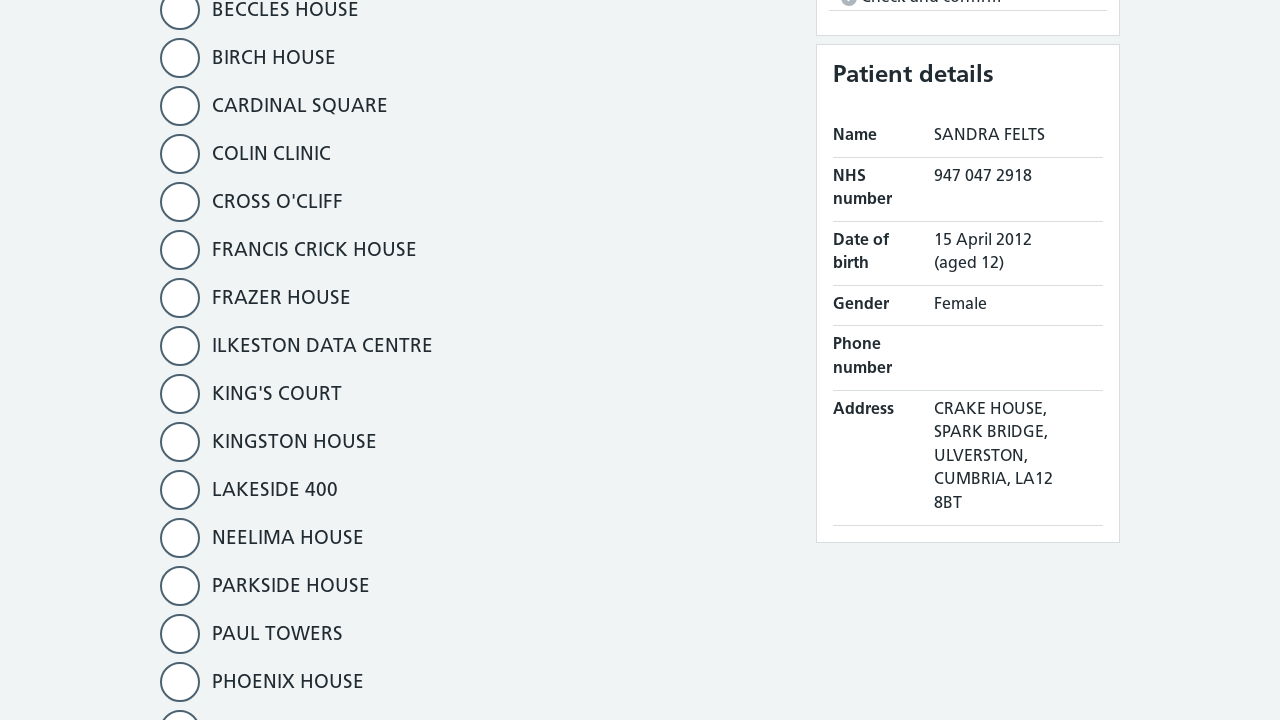 BECCLES HOUSE
BIRCH HOUSE
CARDINAL SQUARE
COLIN CLINIC
CROSS O'CLIFF
FRANCIS CRICK HOUSE
FRAZER HOUSE
ILKESTON DATA CENTRE
KING'S COURT
KINGSTON HOUSE
LAKESIDE 400
NEELIMA HOUSE
PARKSIDE HOUSE
PAUL TOWERS
PHOENIX HOUSE
Check and confirm
Patient details
Name SANDRA FELTS
NHS number 947 047 2918
Date of birth 15 April 2012
(aged 12)
Gender Female
Phone number
Address CRAKE HOUSE,
SPARK BRIDGE,
ULVERSTON,
CUMBRIA, LA12
8BT